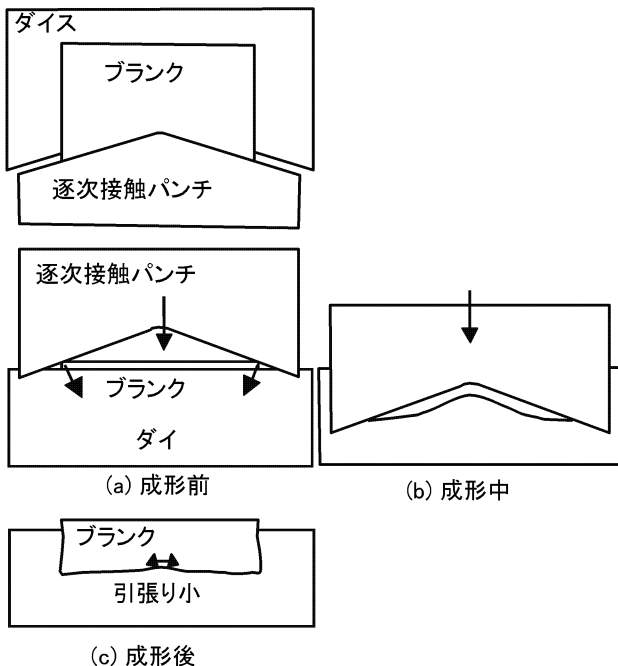 ダイス
ブランク
逐次接触パンチ
逐次接触パンチ
ブランク
ダイ
(a) 成形前
(b) 成形中
ブランク
引張り小
(c) 成形後